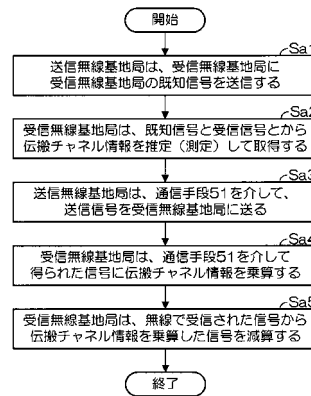 開始
Sa1
送信無線基地局は、受信無線基地局に
受信無線基地局の既知信号を送信する
Sa2
受信無線基地局は、既知信号と受信信号とから
伝搬チャネル情報を推定（測定）して取得する
Sa3
送信無線基地局は、通信手段51を介して、
送信信号を受信無線基地局に送る
Sa4
受信無線基地局は、通信手段51を介して
得られた信号に伝搬チャネル情報を乗算する
Sa5
受信無線基地局は、無線で受信された信号から
伝搬チャネル情報を乗算した信号を減算する
終了